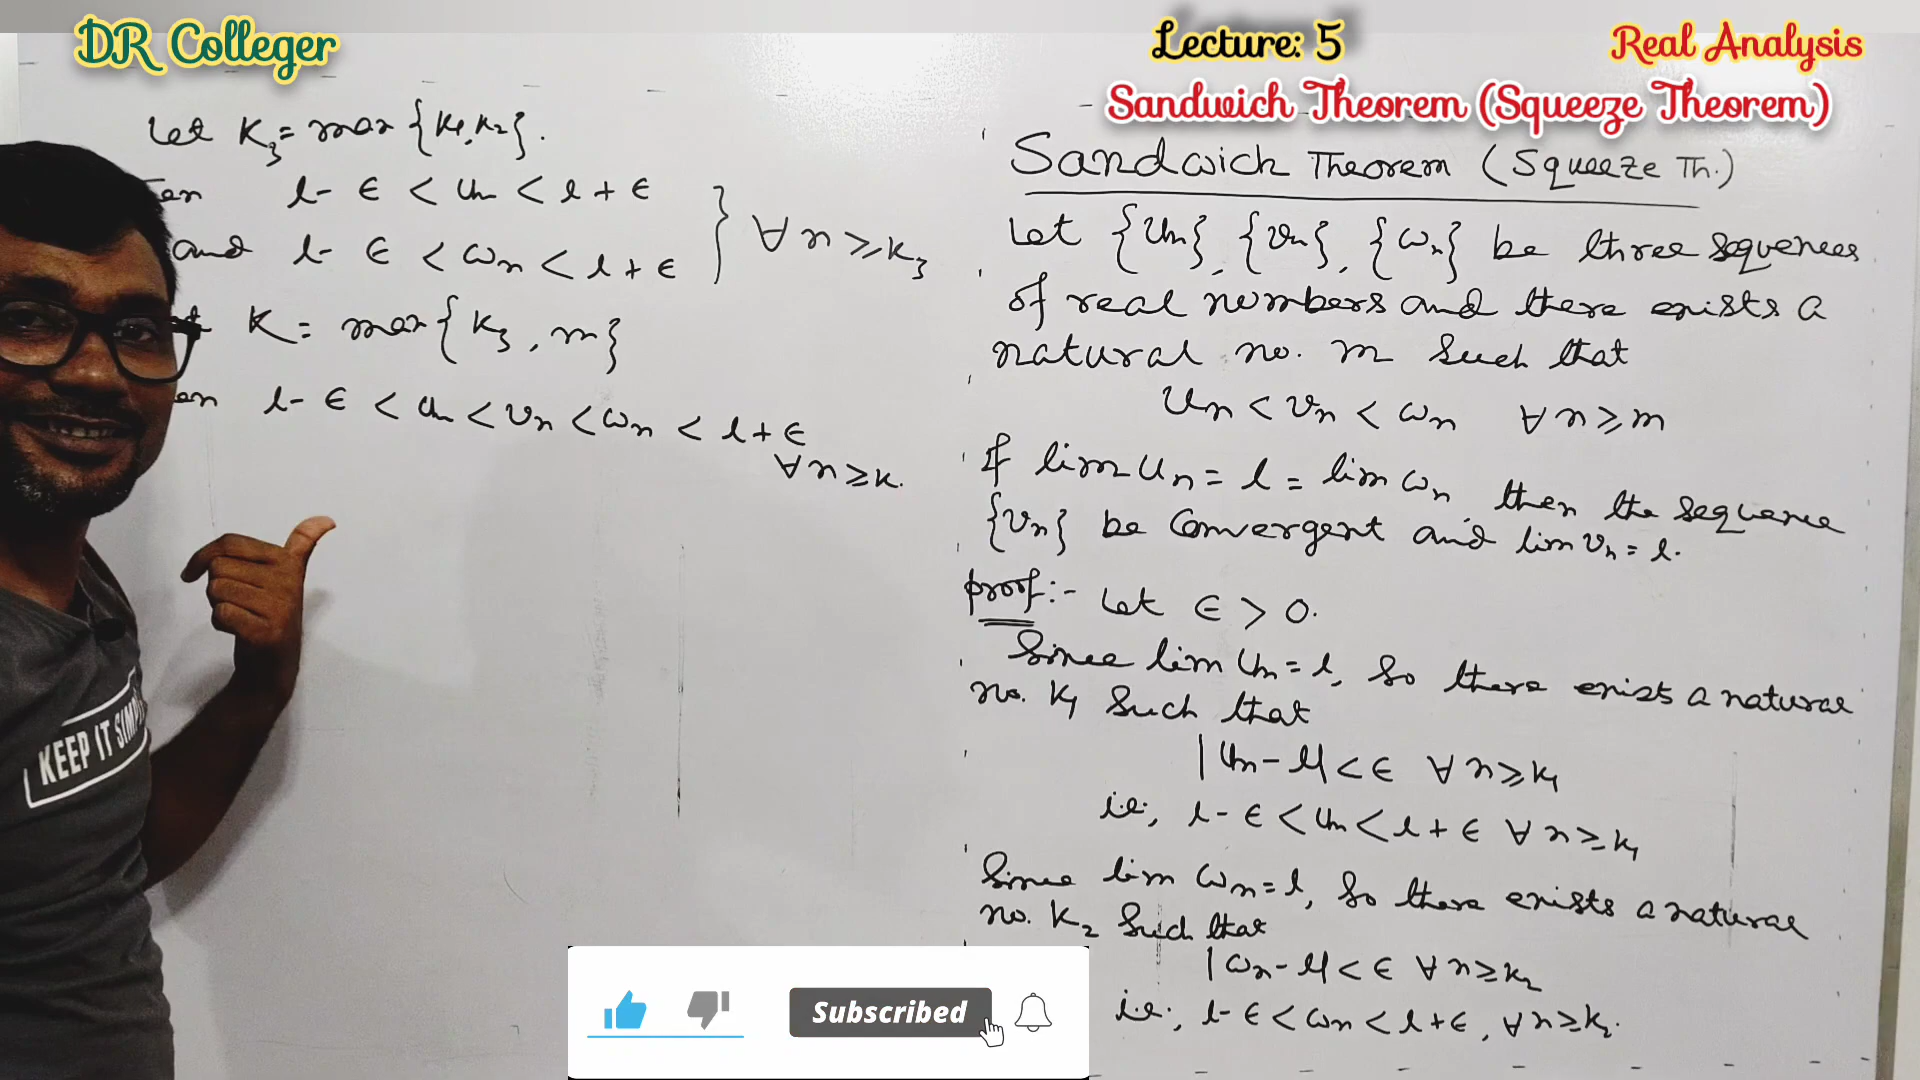 DR Colleger
Lecture: 5
Real Analysis
Sandwich Theorem (Squeeze Theorem)
Let K₃ = max {K₁, K₂}.
l - ϵ < uₙ < l + ϵ
and l - ϵ < ωₙ < l + ϵ } ∀ n ≥ K₃
K = max {K₃, m}
l - ϵ < uₙ < vₙ < ωₙ < l + ϵ
∀ n ≥ K.
KEEP IT SIMP
Sandwich Theorem (Squeeze Th.)
Let {uₙ}, {vₙ}, {ωₙ} be three sequences
of real numbers and there exists a
natural no. m such that
uₙ < vₙ < ωₙ ∀ n ≥ m
If lim uₙ = l = lim ωₙ, then the sequence
{vₙ} be convergent and lim vₙ = l.
proof:- Let ϵ > 0.
Since lim uₙ = l, so there exist a natural
no. K₁ such that
|uₙ - l| < ϵ ∀ n ≥ K₁
i.e., l - ϵ < uₙ < l + ϵ ∀ n ≥ K₁
Since lim ωₙ = l, so there exists a natural
no. K₂ such that
|ωₙ - l| < ϵ ∀ n ≥ K₂
i.e., l - ϵ < ωₙ < l + ϵ, ∀ n ≥ K₂.
Subscribed